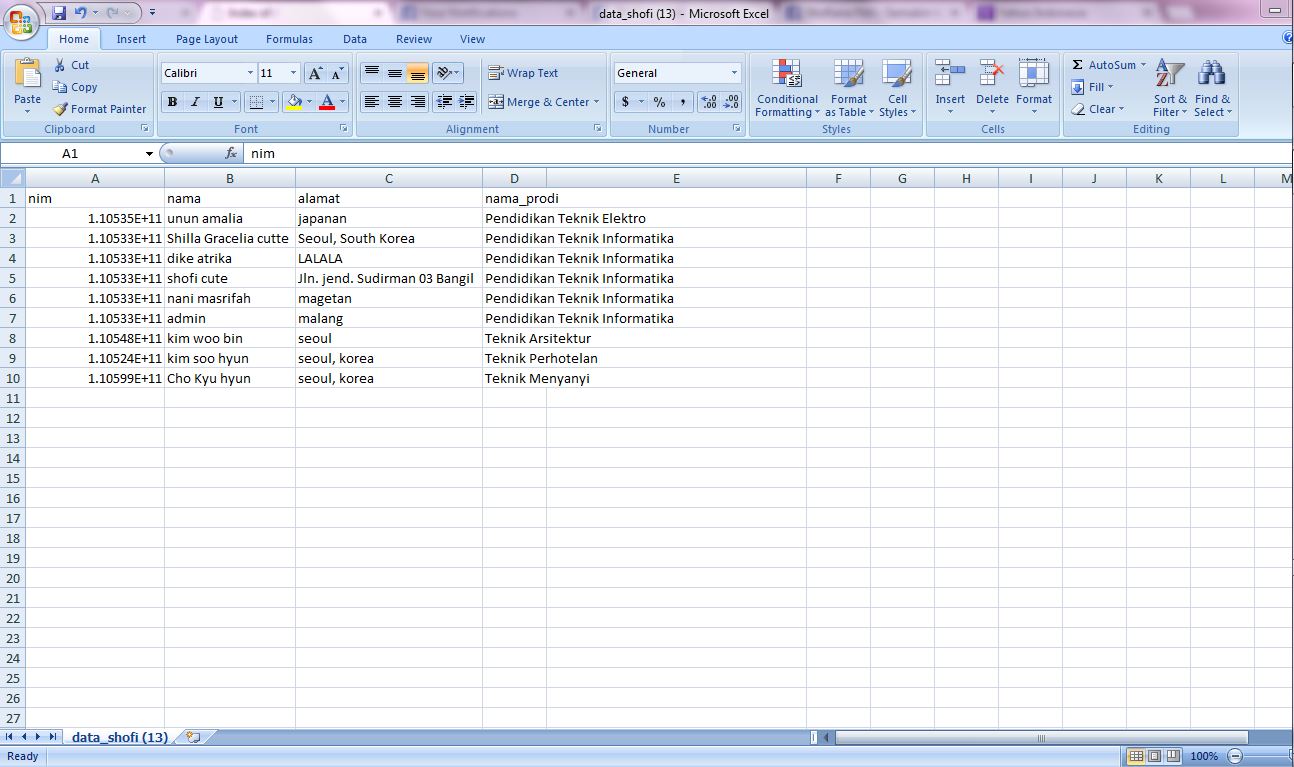 data_shofi (13) - Microsoft Excel
Home Insert Page Layout Formulas Data Review View
Paste Cut Copy Format Painter Clipboard
Calibri 11 A A B I U A Font
Wrap Text Merge & Center Alignment
General $ % , .00 .0 Number
Conditional Formatting Format as Table Cell Styles Styles
Insert Delete Format Cells
Σ AutoSum Fill Clear Sort & Filter Find & Select Editing
A1 fx nim
A B C D E F G H I J K L M
1 nim nama alamat nama_prodi
2 1.10535E+11 unun amalia japanan Pendidikan Teknik Elektro
3 1.10533E+11 Shilla Gracelia cutte Seoul, South Korea Pendidikan Teknik Informatika
4 1.10533E+11 dike atrika LALALA Pendidikan Teknik Informatika
5 1.10533E+11 shofi cute Jln. jend. Sudirman 03 Bangil Pendidikan Teknik Informatika
6 1.10533E+11 nani masrifah magetan Pendidikan Teknik Informatika
7 1.10533E+11 admin malang Pendidikan Teknik Informatika
8 1.10548E+11 kim woo bin seoul Teknik Arsitektur
9 1.10524E+11 kim soo hyun seoul, korea Teknik Perhotelan
10 1.10599E+11 Cho Kyu hyun seoul, korea Teknik Menyanyi
11
12
13
14
15
16
17
18
19
20
21
22
23
24
25
26
27
data_shofi (13)
Ready 100%